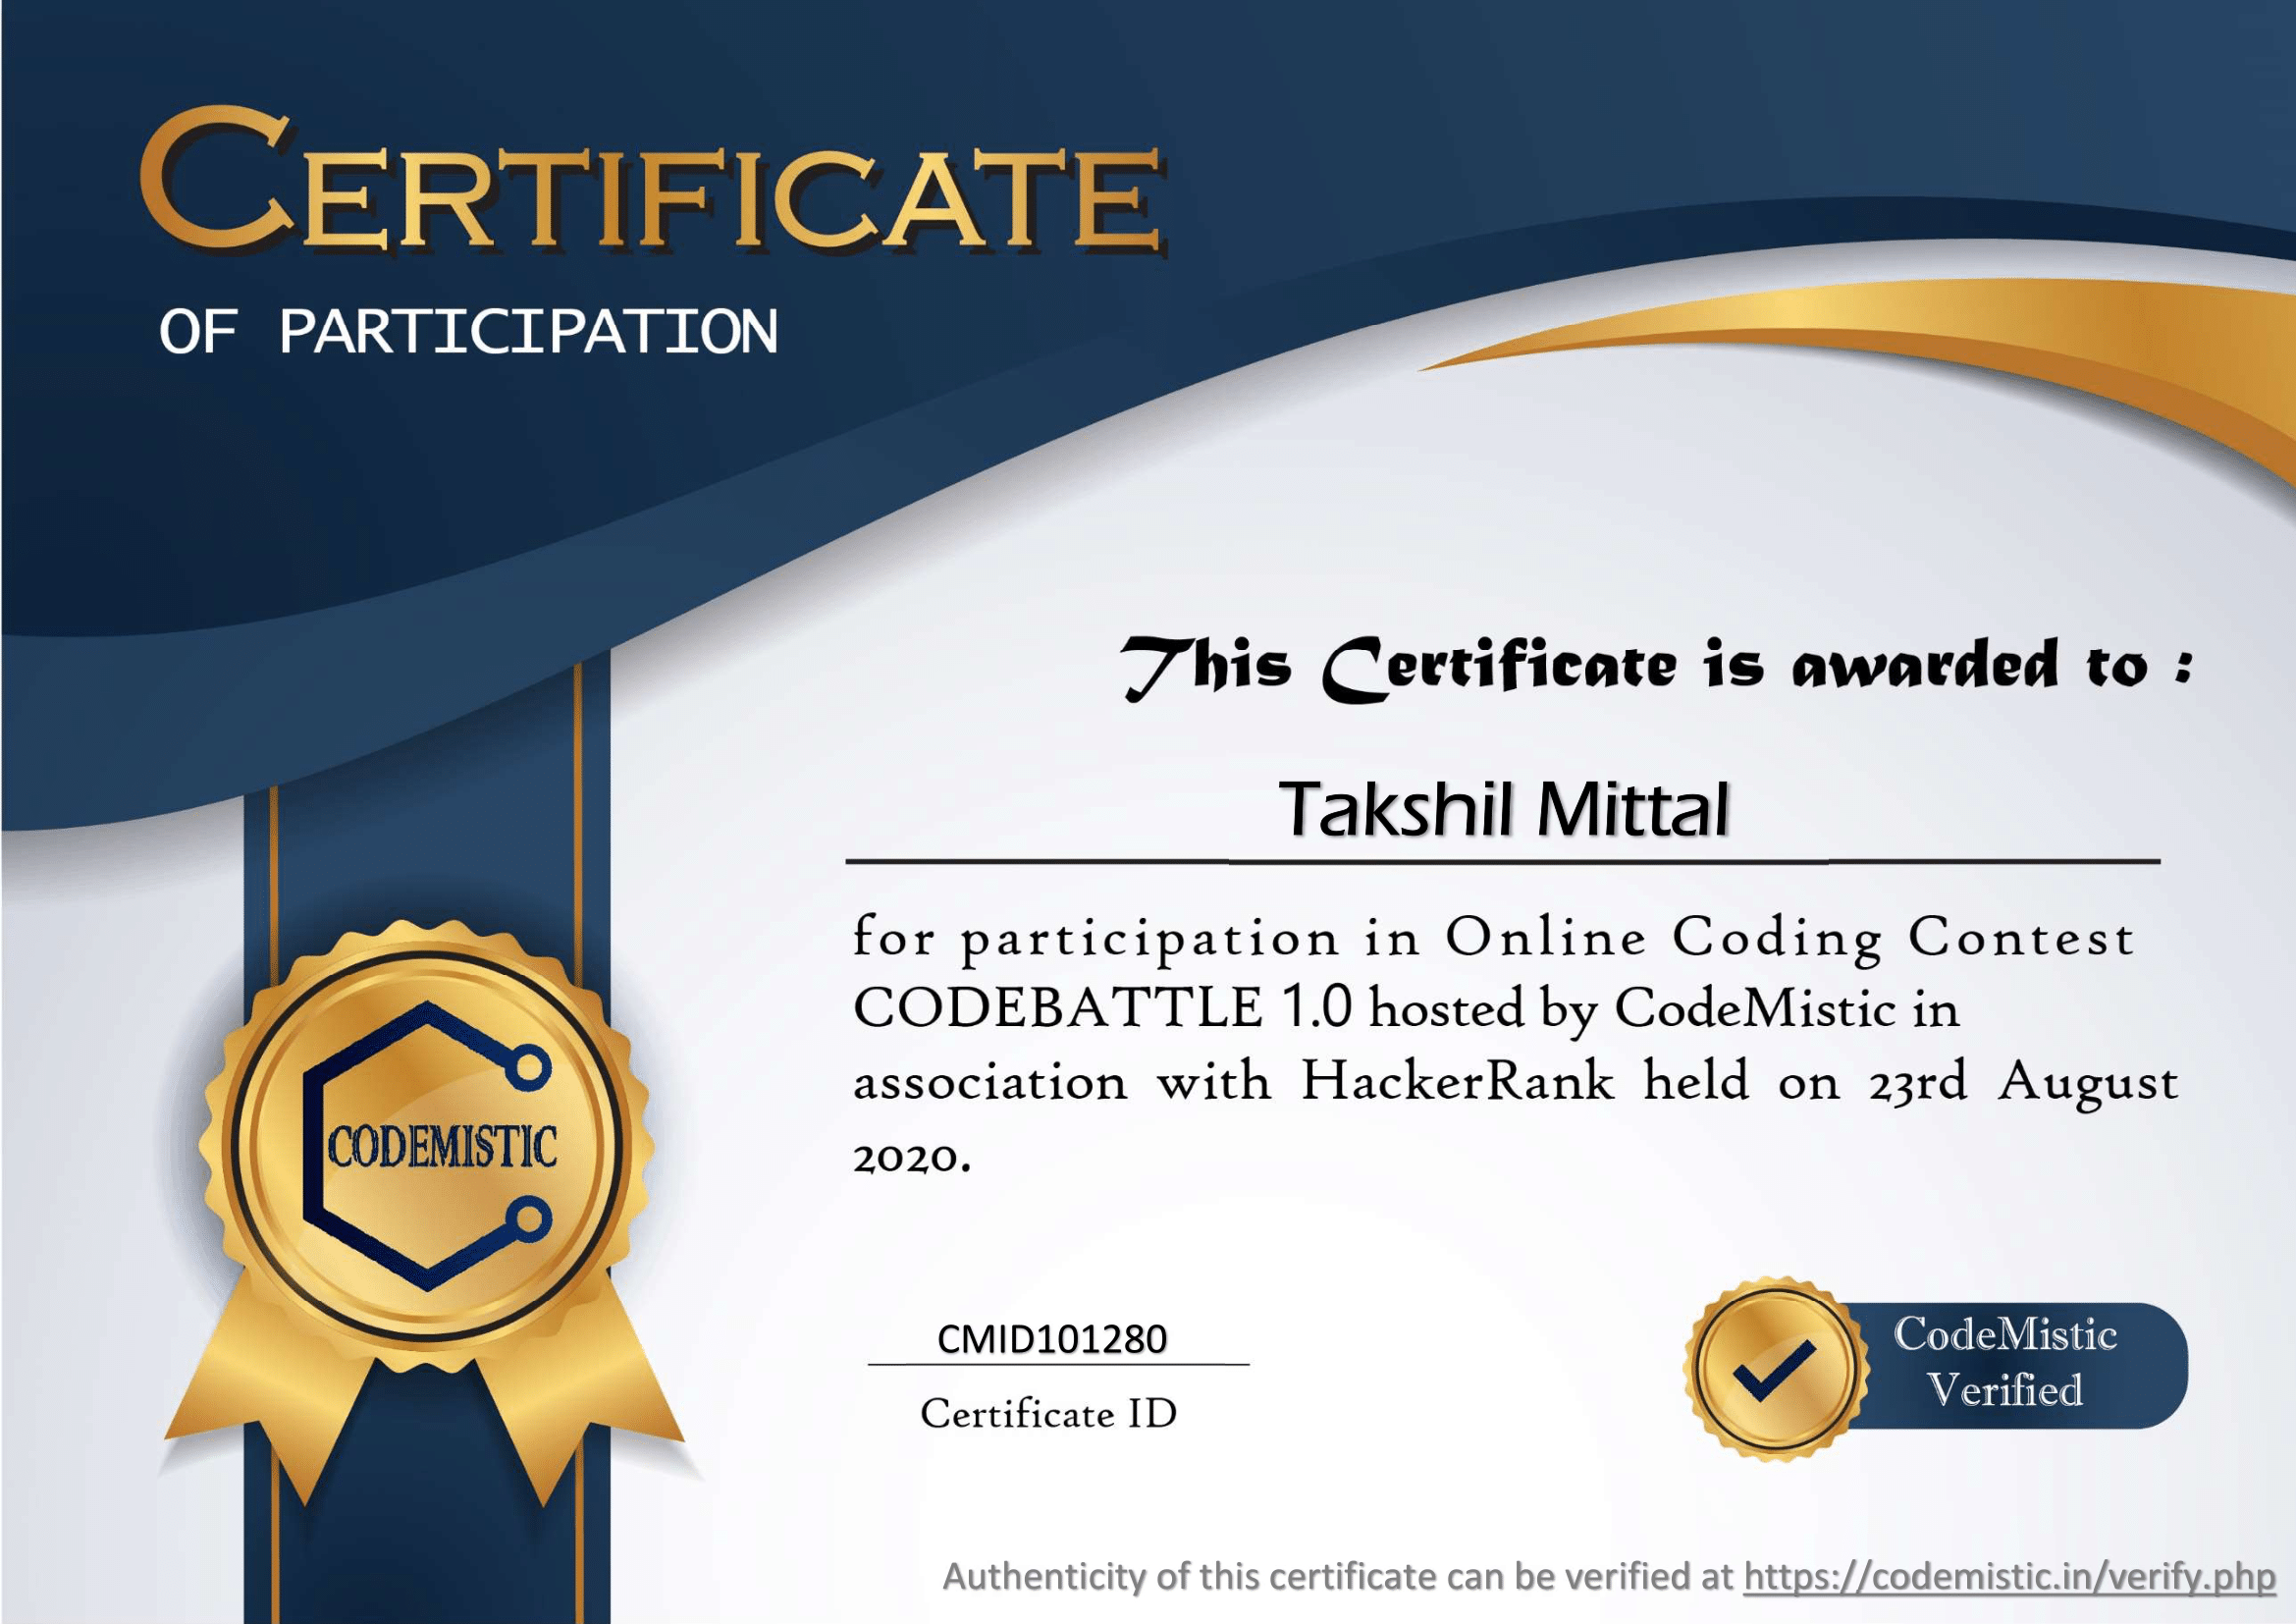 CERTIFICATE
OF PARTICIPATION
This Certificate is awarded to :
Takshil Mittal
for participation in Online Coding Contest
CODEBATTLE 1.0 hosted by CodeMistic in
association with HackerRank held on 23rd August
2020.
CODEMISTIC
CMID101280
Certificate ID
CodeMistic
Verified
Authenticity of this certificate can be verified at https://codemistic.in/verify.php